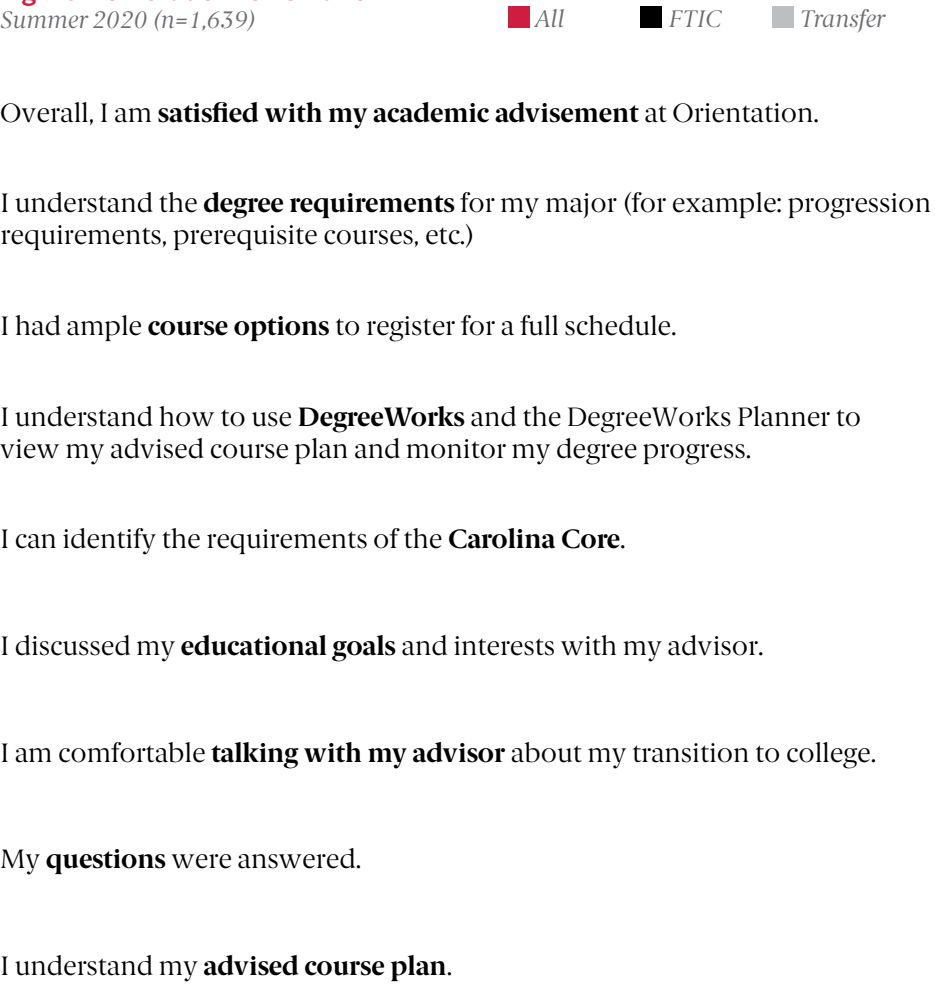 Summer 2020 (n=1,639)
All FTIC Transfer
Overall, I am satisfied with my academic advisement at Orientation.
I understand the degree requirements for my major (for example: progression
requirements, prerequisite courses, etc.)
I had ample course options to register for a full schedule.
I understand how to use DegreeWorks and the DegreeWorks Planner to
view my advised course plan and monitor my degree progress.
I can identify the requirements of the Carolina Core.
I discussed my educational goals and interests with my advisor.
I am comfortable talking with my advisor about my transition to college.
My questions were answered.
I understand my advised course plan.